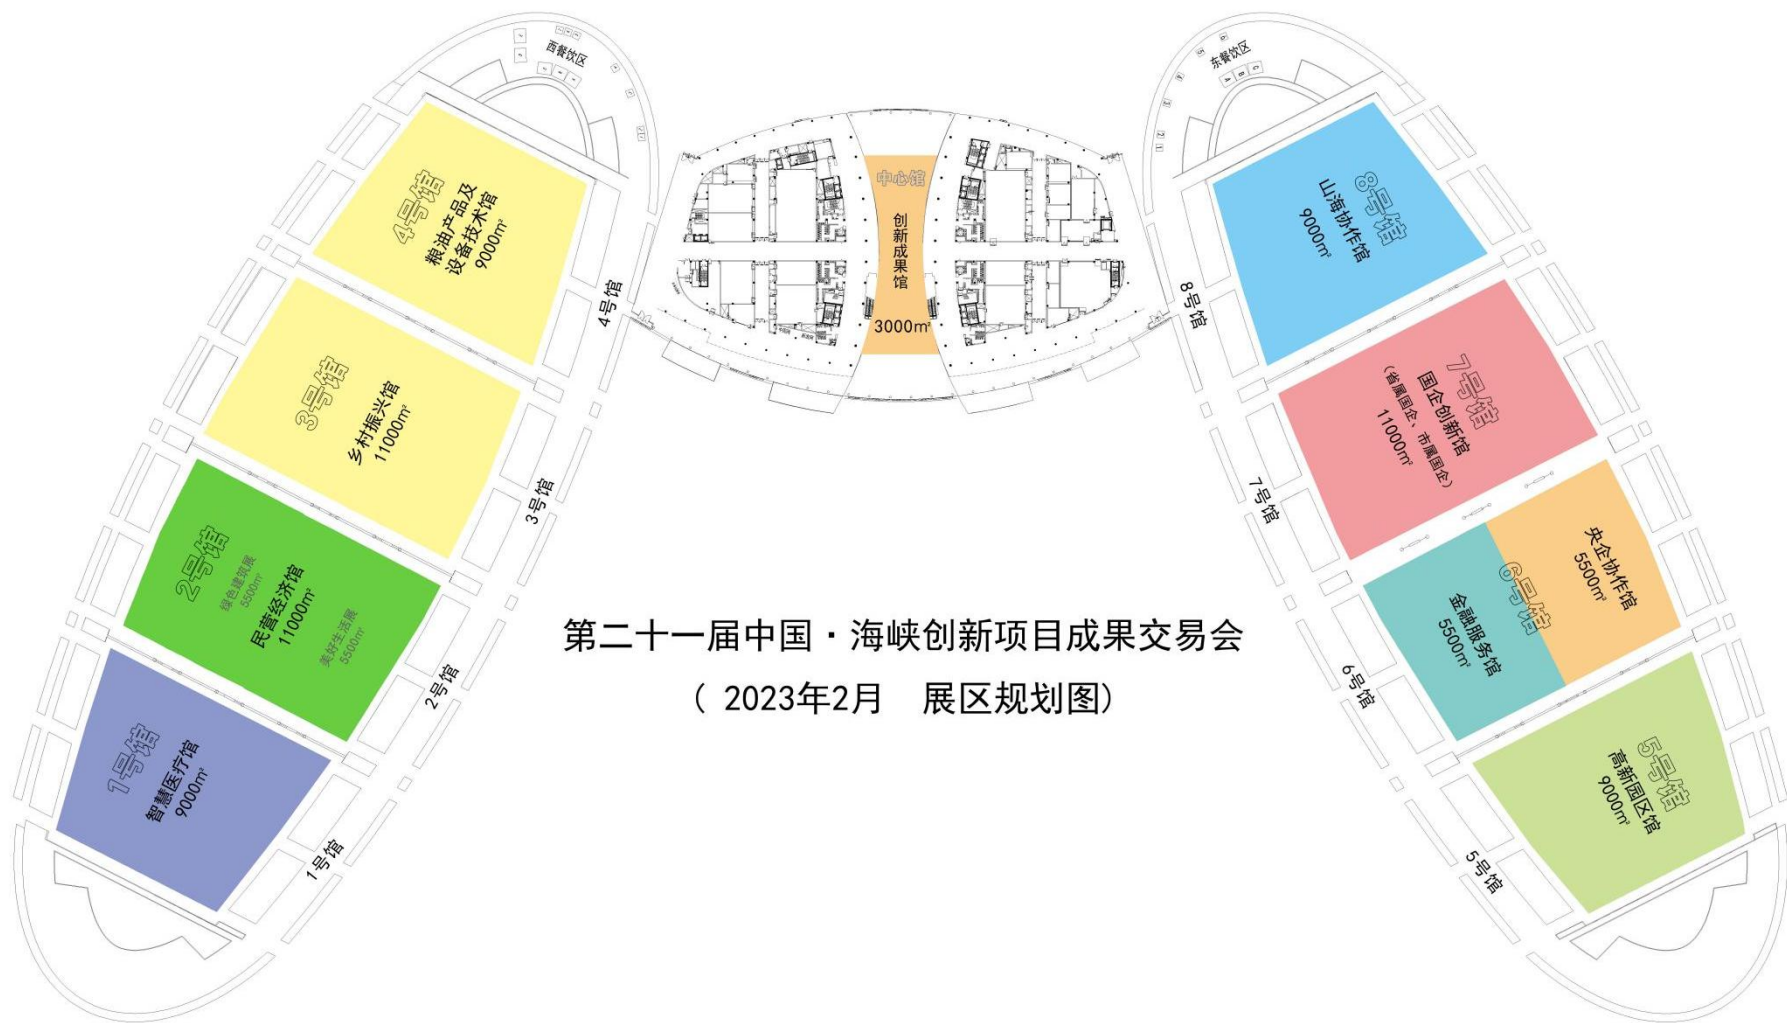 西餐饮区
4号馆
粮油产品及
设备技术馆
9000㎡
4号馆
3号馆
乡村振兴馆
11000㎡
3号馆
2号馆
绿色建筑展
5500㎡
民营经济馆
11000㎡
美好生活展
5500㎡
2号馆
1号馆
智慧医疗馆
9000㎡
1号馆
中心馆
创新成果馆
3000㎡
第二十一届中国·海峡创新项目成果交易会
( 2023年2月 展区规划图)
东餐饮区
A
B
C
8号馆
山海协作馆
9000㎡
8号馆
7号馆
国企创新馆
(省属国企、市属国企)
11000㎡
7号馆
6号馆
央企协作馆
5500㎡
金融服务馆
5500㎡
6号馆
5号馆
高新园区馆
9000㎡
5号馆